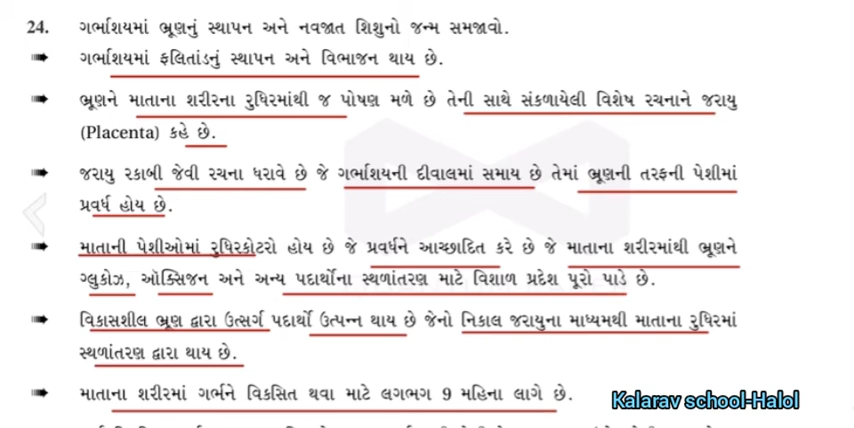 24. ગર્ભાશયમાં ભ્રૂણનું સ્થાપન અને નવજાત શિશુનો જન્મ સમજાવો.
➠ ગર્ભાશયમાં ફલિતાંડનું સ્થાપન અને વિભાજન થાય છે.
➠ ભ્રૂણને માતાના શરીરના રુધિરમાંથી જ પોષણ મળે છે તેની સાથે સંકળાયેલી વિશેષ રચનાને જરાયુ
(Placenta) કહે છે.
➠ જરાયુ રકાબી જેવી રચના ધરાવે છે જે ગર્ભાશયની દીવાલમાં સમાય છે તેમાં ભ્રૂણની તરફની પેશીમાં
પ્રવર્ધ હોય છે.
➠ માતાની પેશીઓમાં રુધિરકોટરો હોય છે જે પ્રવર્ધને આચ્છાદિત કરે છે જે માતાના શરીરમાંથી ભ્રૂણને
ગ્લુકોઝ, ઑક્સિજન અને અન્ય પદાર્થોના સ્થળાંતરણ માટે વિશાળ પ્રદેશ પૂરો પાડે છે.
➠ વિકાસશીલ ભ્રૂણ દ્વારા ઉત્સર્ગ પદાર્થો ઉત્પન્ન થાય છે જેનો નિકાલ જરાયુના માધ્યમથી માતાના રુધિરમાં
સ્થળાંતરણ દ્વારા થાય છે.
➠ માતાના શરીરમાં ગર્ભને વિકસિત થવા માટે લગભગ 9 મહિના લાગે છે.
Kalarav school-Halol